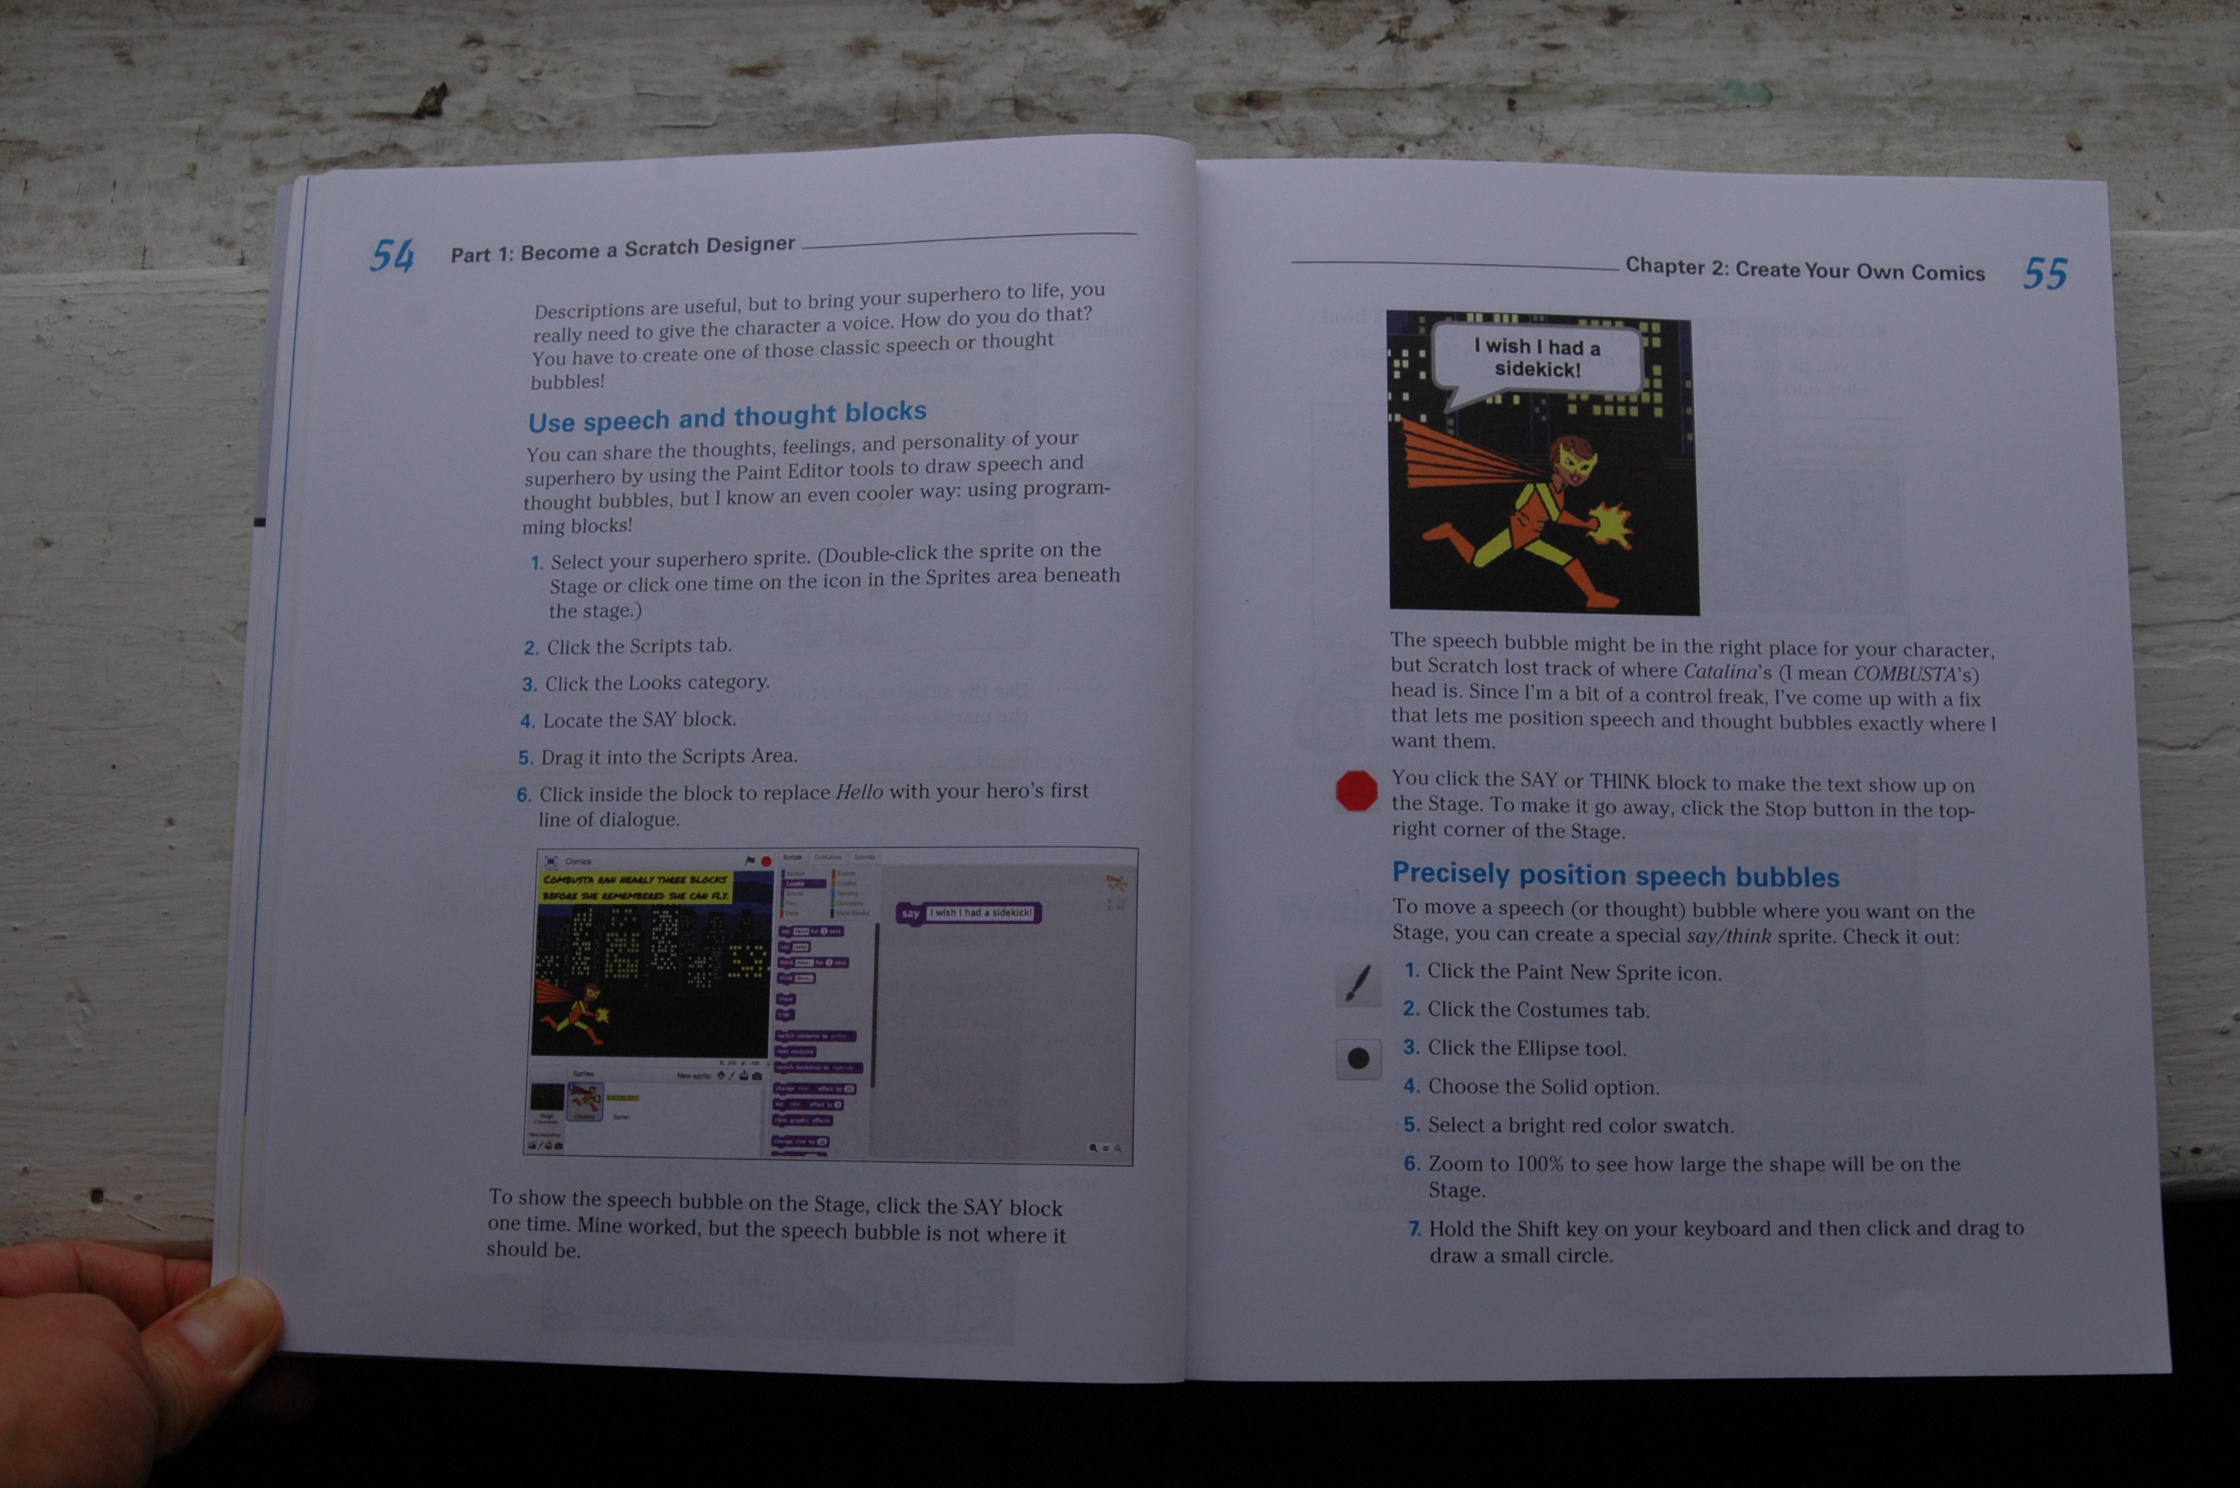 54 Part 1: Become a Scratch Designer
Descriptions are useful, but to bring your superhero to life, you
really need to give the character a voice. How do you do that?
You have to create one of those classic speech or thought
bubbles!
Use speech and thought blocks
You can share the thoughts, feelings, and personality of your
superhero by using the Paint Editor tools to draw speech and
thought bubbles, but I know an even cooler way: using program-
ming blocks!
1. Select your superhero sprite. (Double-click the sprite on the
Stage or click one time on the icon in the Sprites area beneath
the stage.)
2. Click the Scripts tab.
3. Click the Looks category.
4. Locate the SAY block.
5. Drag it into the Scripts Area.
6. Click inside the block to replace Hello with your hero's first
line of dialogue.
Comics
COMBUSTA RAN NEARLY THREE BLOCKS
BEFORE SHE REMEMBERED SHE CAN FLY.
Sprites
New sprite:
Scripts Costumes Sounds
Looks
say I wish I had a sidekick!
To show the speech bubble on the Stage, click the SAY block
one time. Mine worked, but the speech bubble is not where it
should be.
Chapter 2: Create Your Own Comics 55
I wish I had a
sidekick!
The speech bubble might be in the right place for your character,
but Scratch lost track of where Catalina's (I mean COMBUSTA's)
head is. Since I'm a bit of a control freak, I've come up with a fix
that lets me position speech and thought bubbles exactly where I
want them.
You click the SAY or THINK block to make the text show up on
the Stage. To make it go away, click the Stop button in the top-
right corner of the Stage.
Precisely position speech bubbles
To move a speech (or thought) bubble where you want on the
Stage, you can create a special say/think sprite. Check it out:
1. Click the Paint New Sprite icon.
2. Click the Costumes tab.
3. Click the Ellipse tool.
4. Choose the Solid option.
5. Select a bright red color swatch.
6. Zoom to 100% to see how large the shape will be on the
Stage.
7. Hold the Shift key on your keyboard and then click and drag to
draw a small circle.